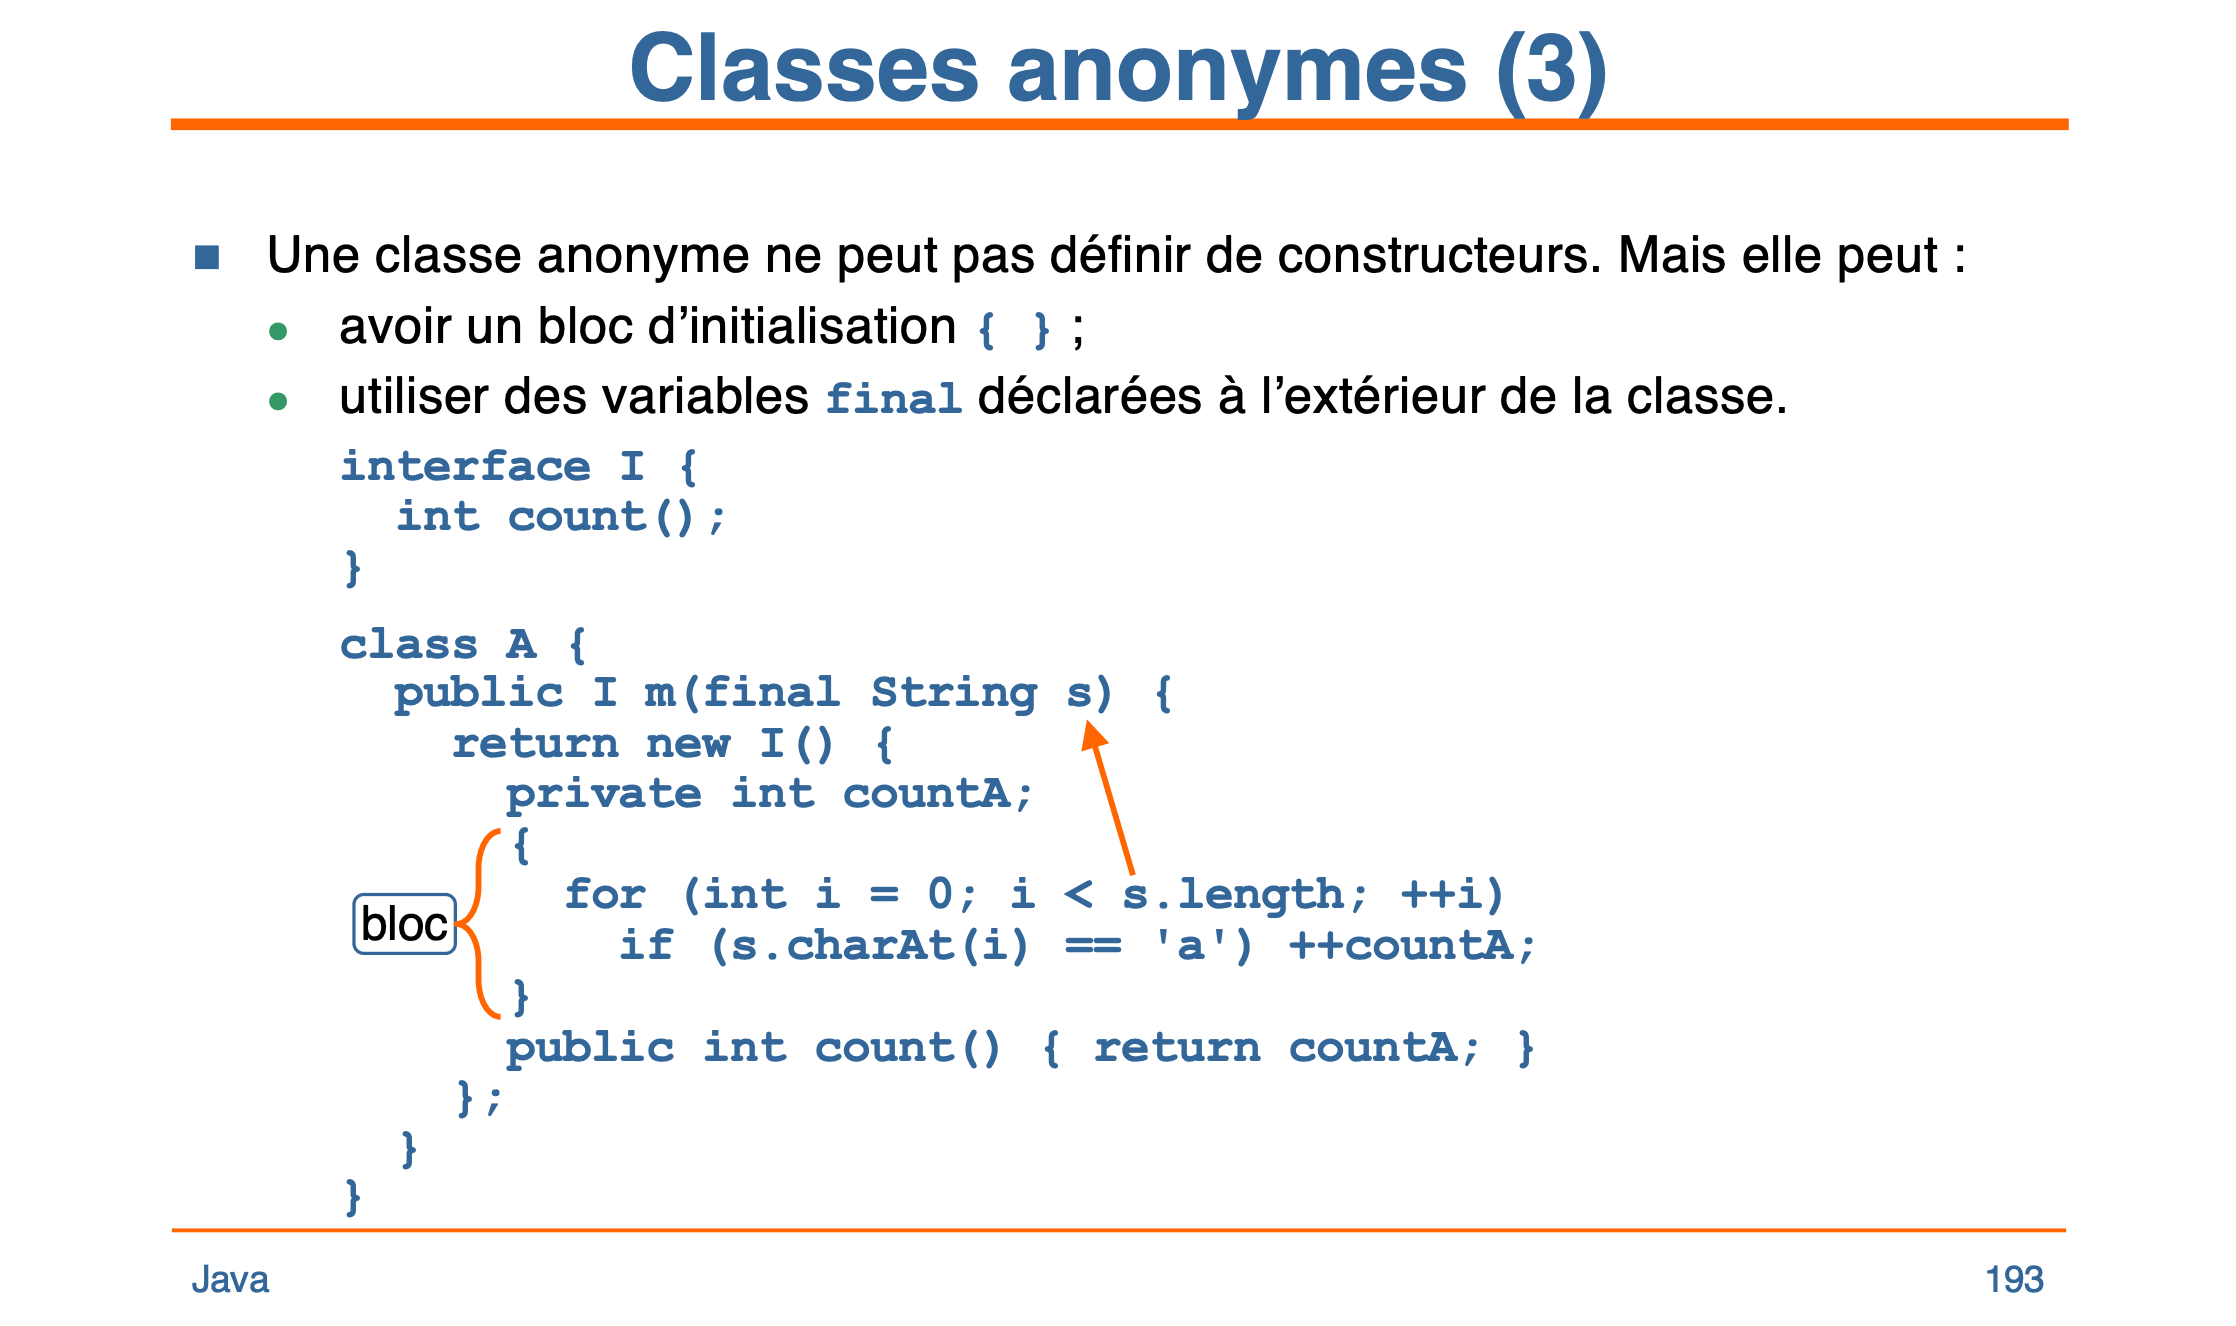 Classes anonymes (3)
Une classe anonyme ne peut pas définir de constructeurs. Mais elle peut :
avoir un bloc d’initialisation { } ;
utiliser des variables final déclarées à l’extérieur de la classe.
interface I {
int count();
}
class A {
public I m(final String s) {
return new I() {
private int countA;
{
for (int i = 0; i < s.length; ++i)
bloc
if (s.charAt(i) == 'a') ++countA;
}
public int count() { return countA; }
};
}
}
Java
193